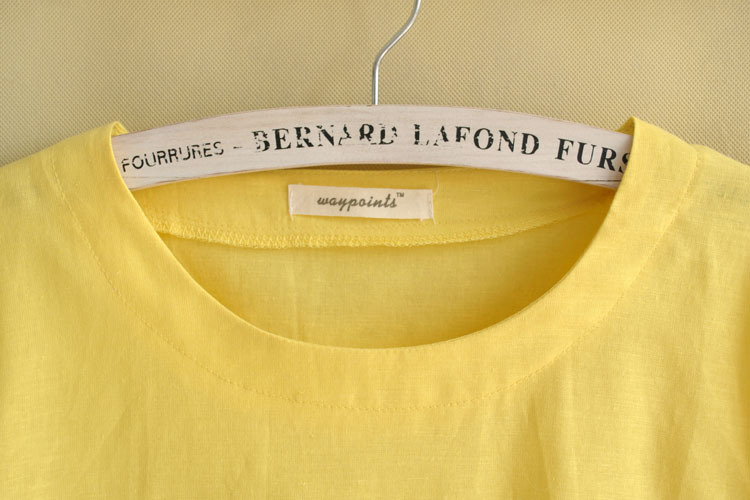 FOURRURES - BERNARD LAFOND FURS
waypoints™